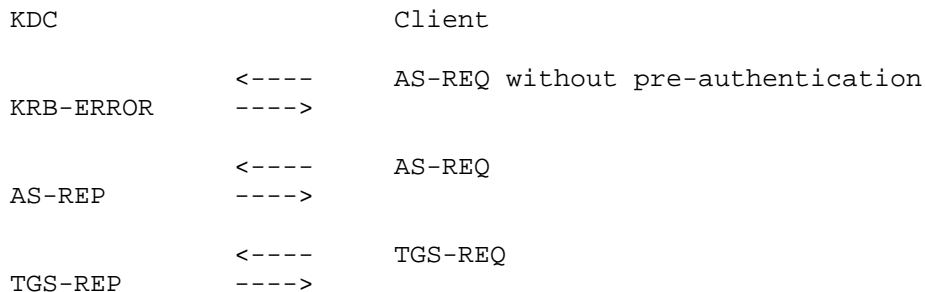 KDC                    Client

               <----   AS-REQ without pre-authentication
KRB-ERROR      ---->

               <----   AS-REQ
AS-REP         ---->

               <----   TGS-REQ
TGS-REP        ---->